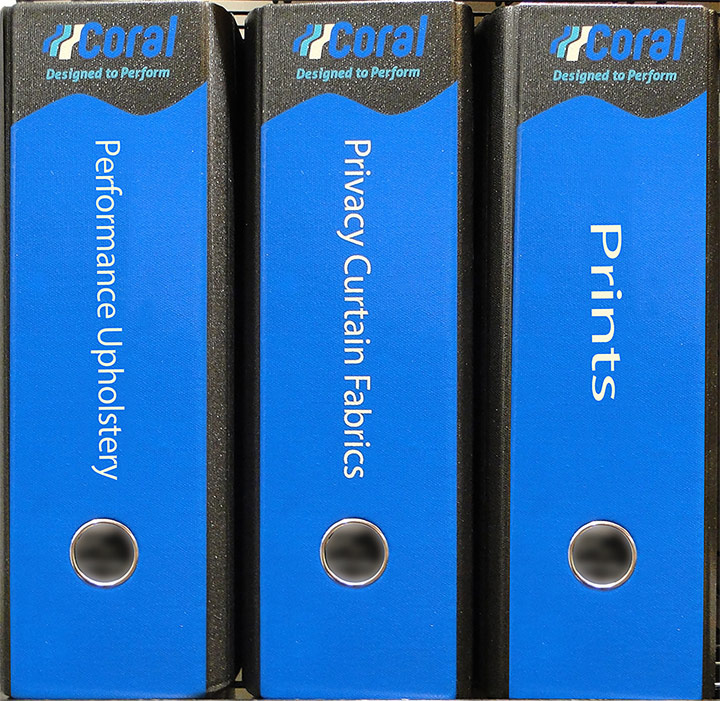 Coral
Designed to Perform
Performance Upholstery
Coral
Designed to Perform
Privacy Curtain Fabrics
Coral
Designed to Perform
Prints